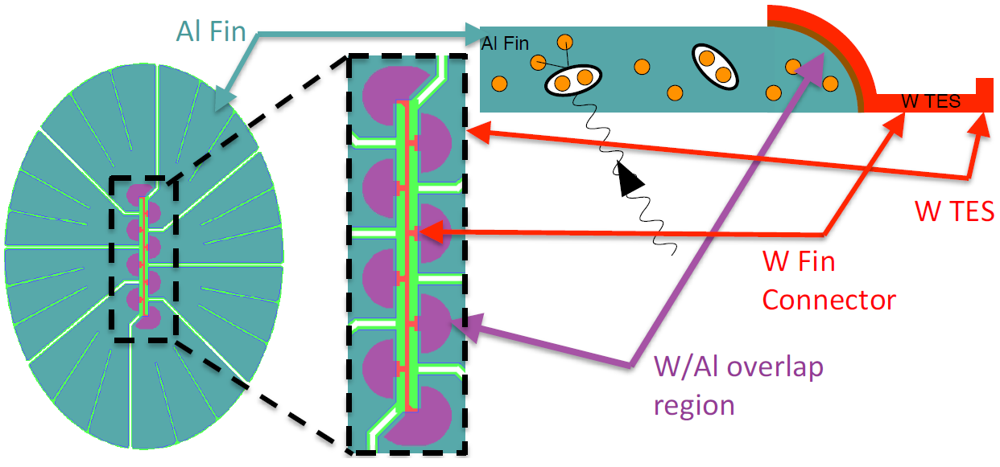 Al Fin
Al Fin
W TES
W TES
W Fin
Connector
W/Al overlap
region